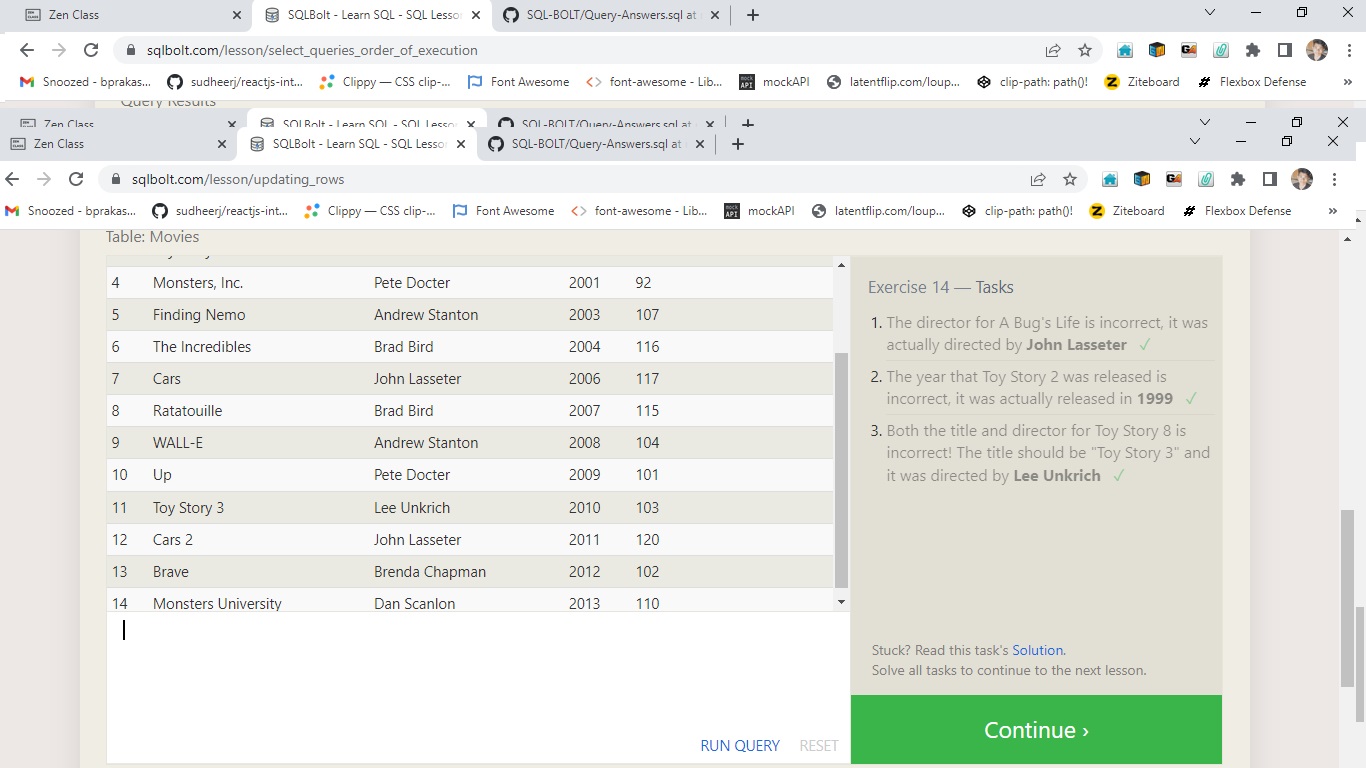 Zen Class
SQLBolt - Learn SQL - SQL Lesso
SQL-BOLT/Query-Answers.sql at
sqlbolt.com/lesson/select_queries_order_of_execution
Snoozed - bprakas...
sudheerj/reactjs-int...
Clippy — CSS clip-...
Font Awesome
font-awesome - Lib...
mock API
mockAPI
latentflip.com/loup...
clip-path: path()!
Ziteboard
Flexbox Defense
»
Query Results
Zen Class
SQLBolt - Learn SQL - SQL Lesso
SQL-BOLT/Query-Answers.sql at
Zen Class
SQLBolt - Learn SQL - SQL Lesso
SQL-BOLT/Query-Answers.sql at
sqlbolt.com/lesson/updating_rows
Snoozed - bprakas...
sudheerj/reactjs-int...
Clippy — CSS clip-...
Font Awesome
font-awesome - Lib...
mock API
mockAPI
latentflip.com/loup...
clip-path: path()!
Ziteboard
Flexbox Defense
»
Table: Movies
4 Monsters, Inc. Pete Docter 2001 92
5 Finding Nemo Andrew Stanton 2003 107
6 The Incredibles Brad Bird 2004 116
7 Cars John Lasseter 2006 117
8 Ratatouille Brad Bird 2007 115
9 WALL-E Andrew Stanton 2008 104
10 Up Pete Docter 2009 101
11 Toy Story 3 Lee Unkrich 2010 103
12 Cars 2 John Lasseter 2011 120
13 Brave Brenda Chapman 2012 102
14 Monsters University Dan Scanlon 2013 110
RUN QUERY RESET
Exercise 14 — Tasks
1. The director for A Bug's Life is incorrect, it was
actually directed by John Lasseter ✓
2. The year that Toy Story 2 was released is
incorrect, it was actually released in 1999 ✓
3. Both the title and director for Toy Story 8 is
incorrect! The title should be "Toy Story 3" and
it was directed by Lee Unkrich ✓
Stuck? Read this task's Solution.
Solve all tasks to continue to the next lesson.
Continue ›